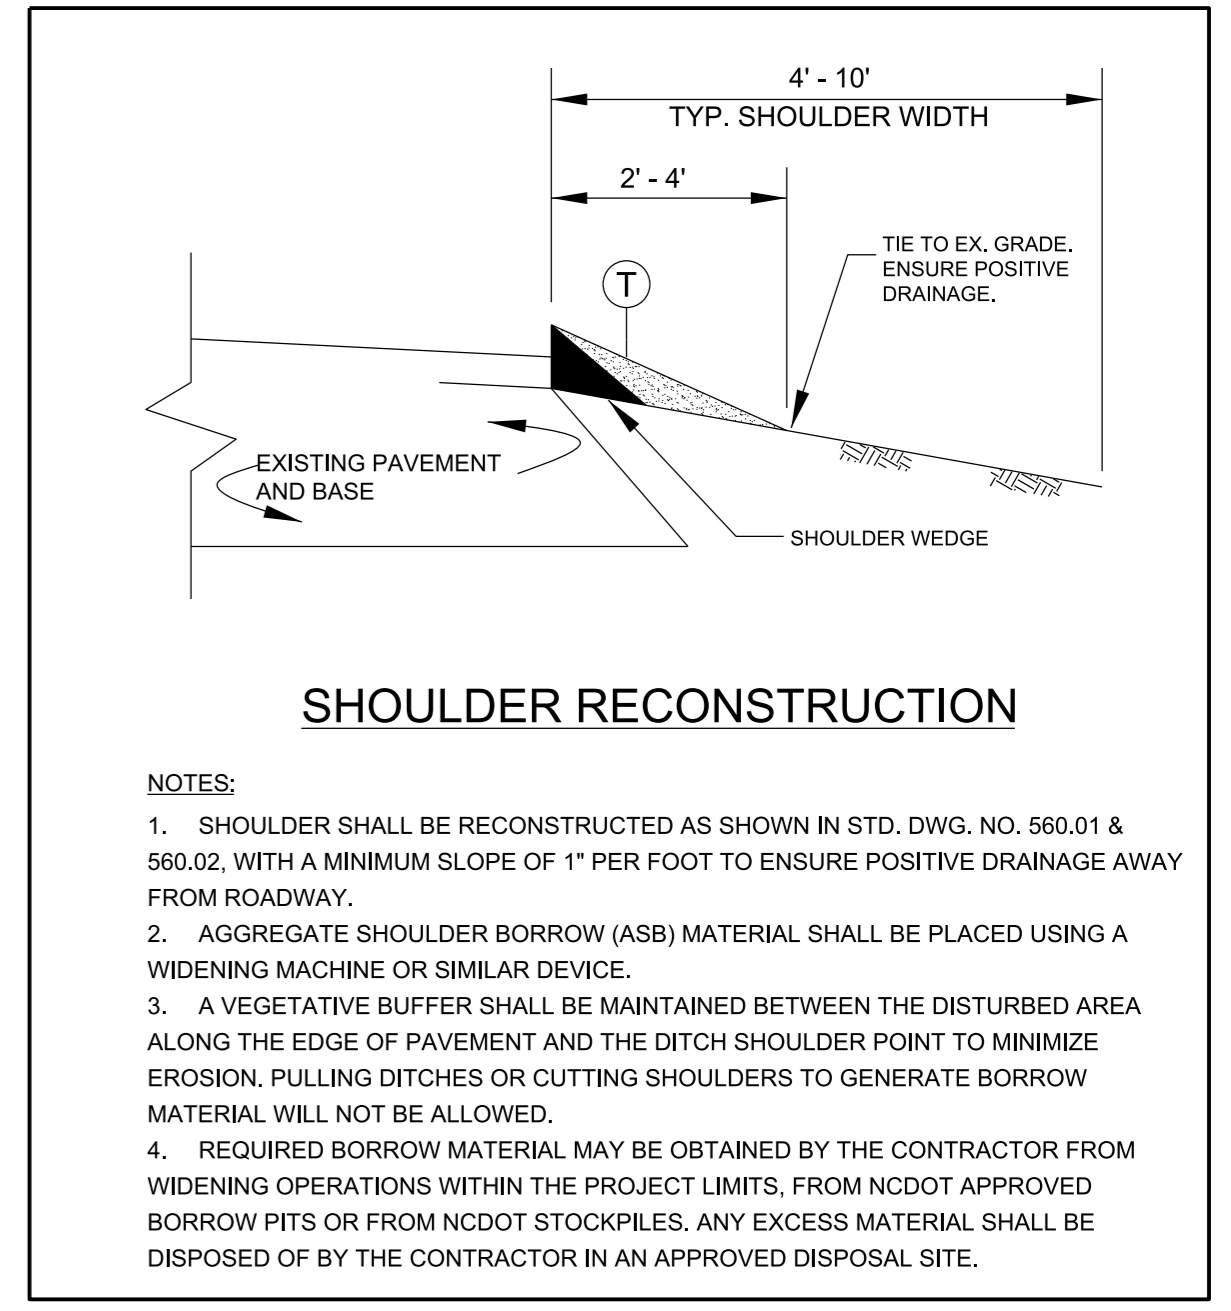 4' - 10'
TYP. SHOULDER WIDTH
2' - 4'
TIE TO EX. GRADE.
ENSURE POSITIVE
DRAINAGE.
T
EXISTING PAVEMENT
AND BASE
SHOULDER WEDGE
SHOULDER RECONSTRUCTION
NOTES:
1. SHOULDER SHALL BE RECONSTRUCTED AS SHOWN IN STD. DWG. NO. 560.01 &
560.02, WITH A MINIMUM SLOPE OF 1" PER FOOT TO ENSURE POSITIVE DRAINAGE AWAY
FROM ROADWAY.
2. AGGREGATE SHOULDER BORROW (ASB) MATERIAL SHALL BE PLACED USING A
WIDENING MACHINE OR SIMILAR DEVICE.
3. A VEGETATIVE BUFFER SHALL BE MAINTAINED BETWEEN THE DISTURBED AREA
ALONG THE EDGE OF PAVEMENT AND THE DITCH SHOULDER POINT TO MINIMIZE
EROSION. PULLING DITCHES OR CUTTING SHOULDERS TO GENERATE BORROW
MATERIAL WILL NOT BE ALLOWED.
4. REQUIRED BORROW MATERIAL MAY BE OBTAINED BY THE CONTRACTOR FROM
WIDENING OPERATIONS WITHIN THE PROJECT LIMITS, FROM NCDOT APPROVED
BORROW PITS OR FROM NCDOT STOCKPILES. ANY EXCESS MATERIAL SHALL BE
DISPOSED OF BY THE CONTRACTOR IN AN APPROVED DISPOSAL SITE.